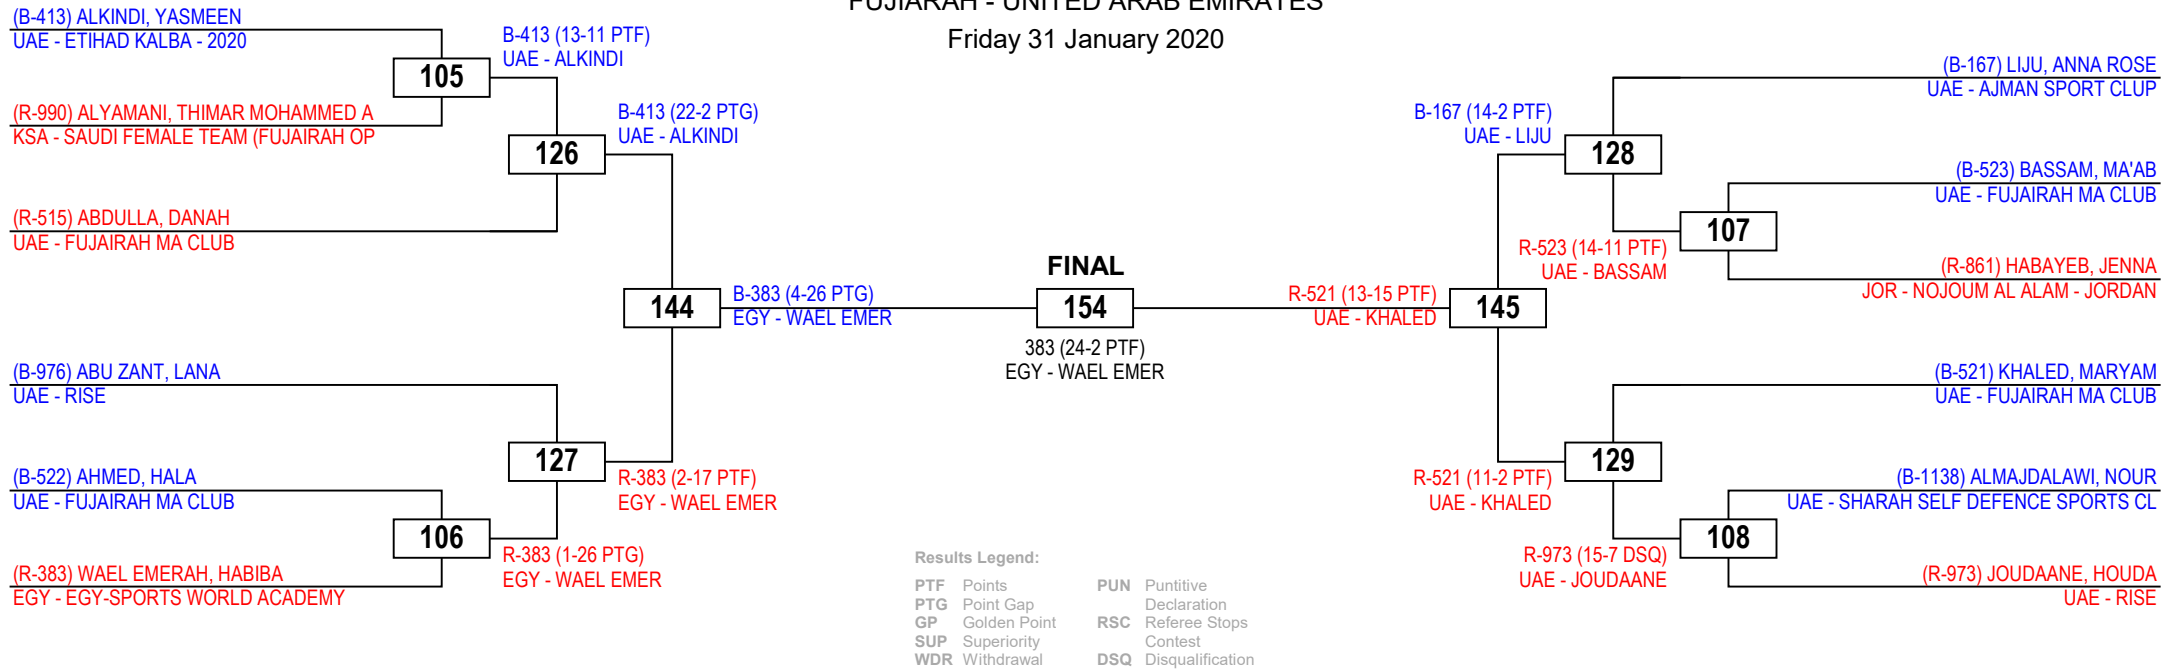 FUJIARAH - UNITED ARAB EMIRATES
Friday 31 January 2020
(B-413) ALKINDI, YASMEEN
UAE - ETIHAD KALBA - 2020
105
B-413 (13-11 PTF)
UAE - ALKINDI
(R-990) ALYAMANI, THIMAR MOHAMMED A
KSA - SAUDI FEMALE TEAM (FUJAIRAH OP
126
B-413 (22-2 PTG)
UAE - ALKINDI
(R-515) ABDULLA, DANAH
UAE - FUJAIRAH MA CLUB
144
B-383 (4-26 PTG)
EGY - WAEL EMER
(B-976) ABU ZANT, LANA
UAE - RISE
127
R-383 (2-17 PTF)
EGY - WAEL EMER
(B-522) AHMED, HALA
UAE - FUJAIRAH MA CLUB
106
R-383 (1-26 PTG)
EGY - WAEL EMER
(R-383) WAEL EMERAH, HABIBA
EGY - EGY-SPORTS WORLD ACADEMY
FINAL
154
383 (24-2 PTF)
EGY - WAEL EMER
(B-167) LIJU, ANNA ROSE
UAE - AJMAN SPORT CLUP
B-167 (14-2 PTF)
UAE - LIJU
128
(B-523) BASSAM, MA'AB
UAE - FUJAIRAH MA CLUB
107
R-523 (14-11 PTF)
UAE - BASSAM
(R-861) HABAYEB, JENNA
JOR - NOJOUM AL ALAM - JORDAN
R-521 (13-15 PTF)
UAE - KHALED
145
(B-521) KHALED, MARYAM
UAE - FUJAIRAH MA CLUB
129
R-521 (11-2 PTF)
UAE - KHALED
(B-1138) ALMAJDALAWI, NOUR
UAE - SHARAH SELF DEFENCE SPORTS CL
108
R-973 (15-7 DSQ)
UAE - JOUDAANE
(R-973) JOUDAANE, HOUDA
UAE - RISE
Results Legend:
PTF Points
PTG Point Gap
GP Golden Point
SUP Superiority
WDR Withdrawal
PUN Puntitive
Declaration
RSC Referee Stops
Contest
DSQ Disqualification